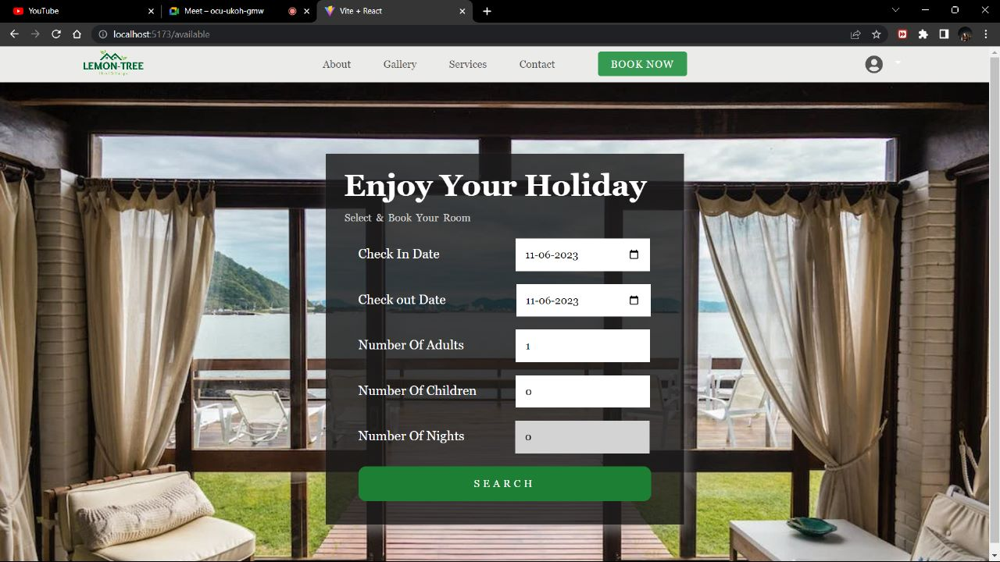 YouTube
Meet – ocu-ukoh-gmw
Vite + React
localhost:5173/available
LEMON-TREE
About
Gallery
Services
Contact
BOOK NOW
Enjoy Your Holiday
Select & Book Your Room
Check In Date
11-06-2023
Check out Date
11-06-2023
Number Of Adults
1
Number Of Children
0
Number Of Nights
0
SEARCH